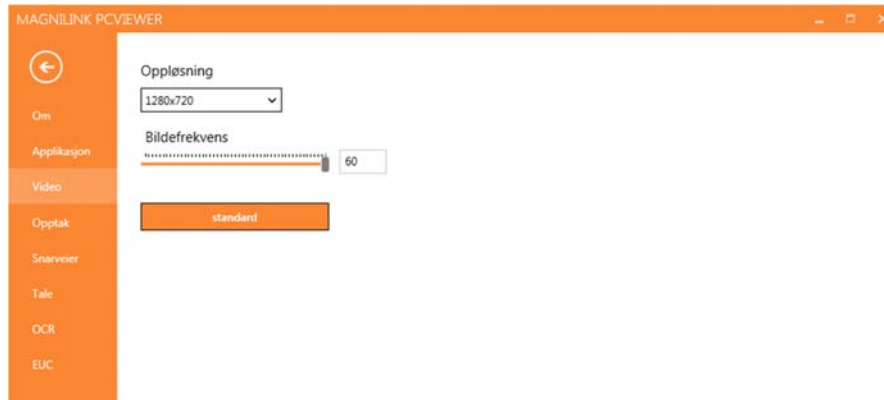 MAGNILINK PCVIEWER
Om
Applikasjon
Video
Opptak
Snarveier
Tale
OCR
EUC
Oppløsning
1280x720
Bildefrekvens
60
standard